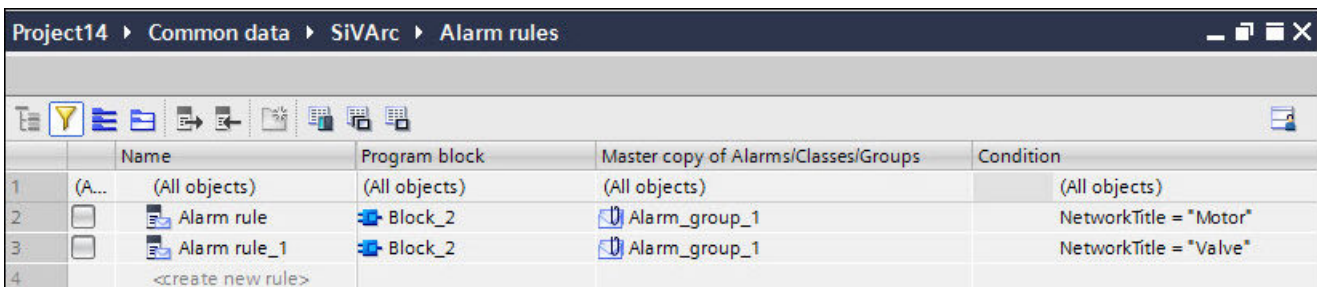 Project14 ▸ Common data ▸ SiVArc ▸ Alarm rules
Name Program block Master copy of Alarms/Classes/Groups Condition
1 (A... (All objects) (All objects) (All objects) (All objects)
2 Alarm rule Block_2 Alarm_group_1 NetworkTitle = "Motor"
3 Alarm rule_1 Block_2 Alarm_group_1 NetworkTitle = "Valve"
4 <create new rule>